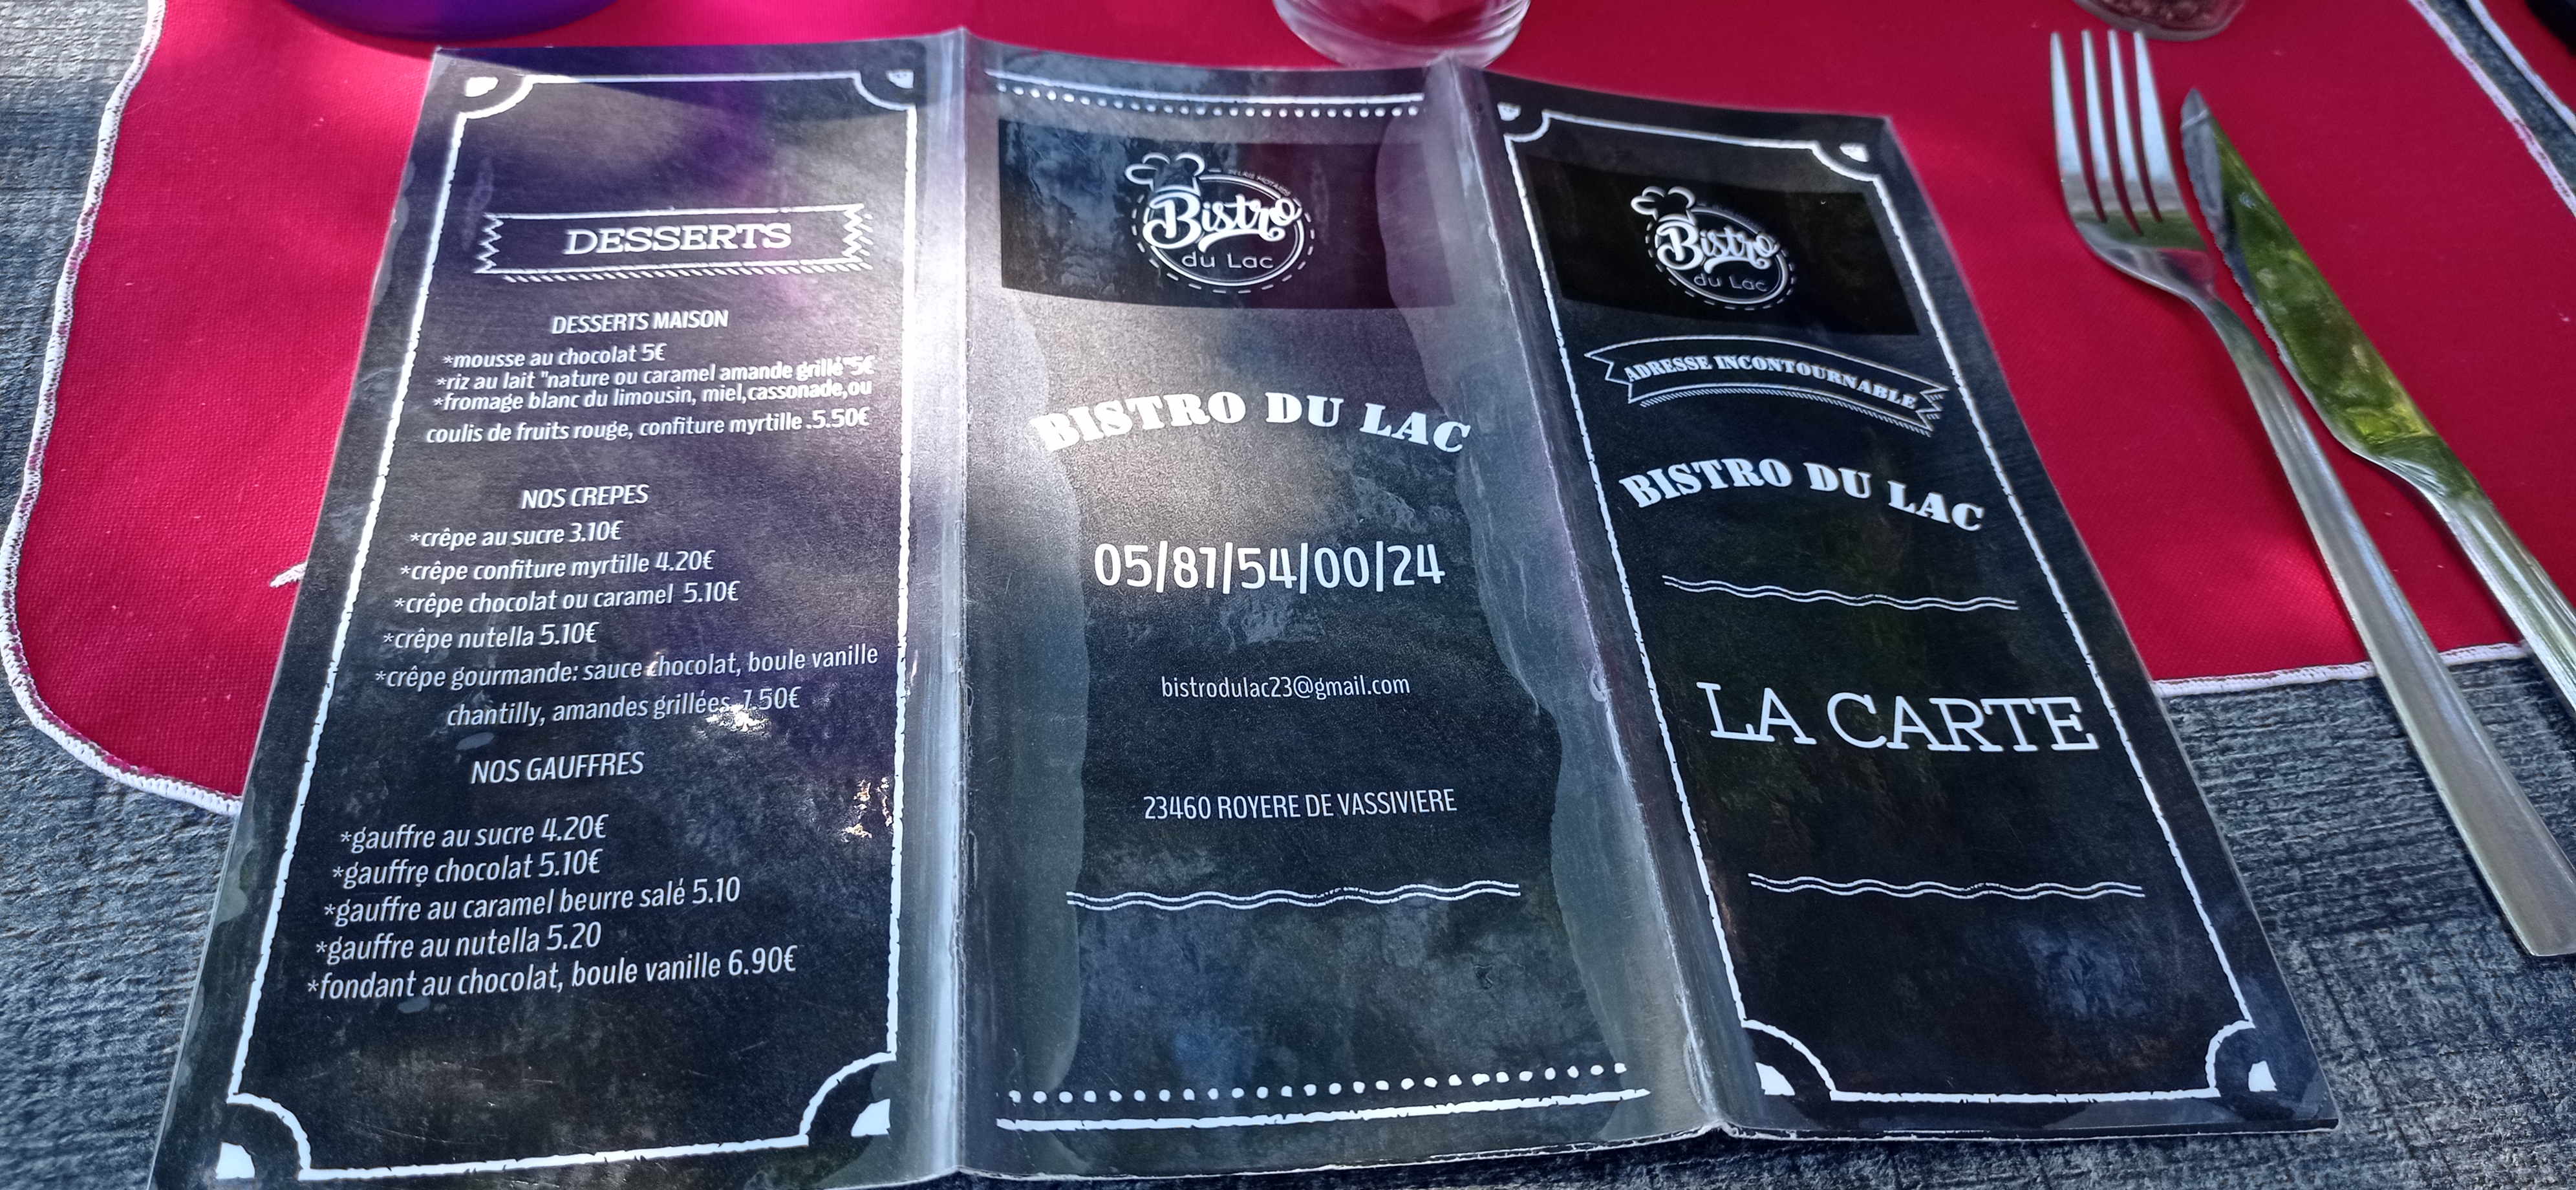 DESSERTS
DESSERTS MAISON
*mousse au chocolat 5€
*riz au lait "nature ou caramel amande grillé"5€
*fromage blanc du limousin, miel,cassonade,ou
coulis de fruits rouge, confiture myrtille .5.50€
NOS CREPES
*crêpe au sucre 3.10€
*crêpe confiture myrtille 4.20€
*crêpe chocolat ou caramel 5.10€
*crêpe nutella 5.10€
*crêpe gourmande: sauce chocolat, boule vanille
chantilly, amandes grillées 7.50€
NOS GAUFFRES
*gauffre au sucre 4.20€
*gauffre chocolat 5.10€
*gauffre au caramel beurre salé 5.10
*gauffre au nutella 5.20
*fondant au chocolat, boule vanille 6.90€
RELAIS MOTARDS
Bistro
du Lac
BISTRO DU LAC
05/87/54/00/24
bistrodulac23@gmail.com
23460 ROYERE DE VASSIVIERE
Bistro
du Lac
ADRESSE INCONTOURNABLE
BISTRO DU LAC
LA CARTE